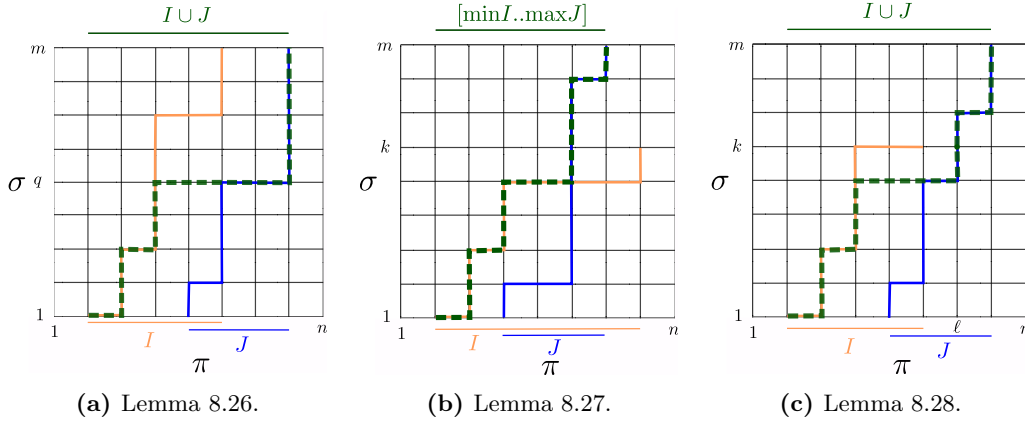 I ∪ J
m
σ
q
1
1
n
I
J
π
(a) Lemma 8.26.
[minI..maxJ]
m
k
σ
1
1
n
I
J
π
(b) Lemma 8.27.
I ∪ J
m
k
σ
1
1
ℓ
I
J
π
(c) Lemma 8.28.